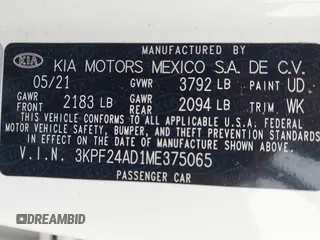 MANUFACTURED BY
KIA KIA MOTORS MEXICO S.A. DE C.V.
05/21 GVWR 3792 LB PAINT UD
GAWR FRONT 2183 LB GAWR REAR 2094 LB TRIM WK
THIS VEHICLE CONFORMS TO ALL APPLICABLE FEDERAL
MOTOR VEHICLE SAFETY, BUMPER, AND THEFT PREVENTION
STANDARDS IN EFFECT ON THE DATE OF MANUFACTURE SHOWN ABOVE.
V.I.N. 3KPF24AD1ME375065
PASSENGER CAR
DREAMBID